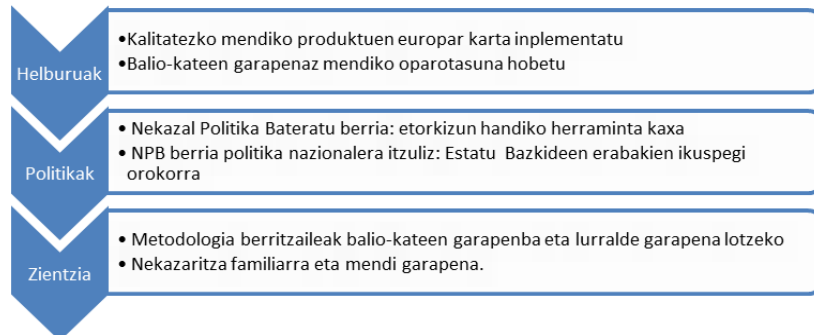 Helburuak
•Kalitatezko mendiko produktuen europar karta inplementatu
•Balio-kateen garapenaz mendiko oparotasuna hobetu
Politikak
• Nekazal Politika Bateratu berria: etorkizun handiko herraminta kaxa
• NPB berria politika nazionalera itzuliz: Estatu Bazkideen erabakien ikuspegi
orokorra
Zientzia
• Metodologia berritzaileak balio-kateen garapenba eta lurralde garapena lotzeko
• Nekazaritza familiarra eta mendi garapena.